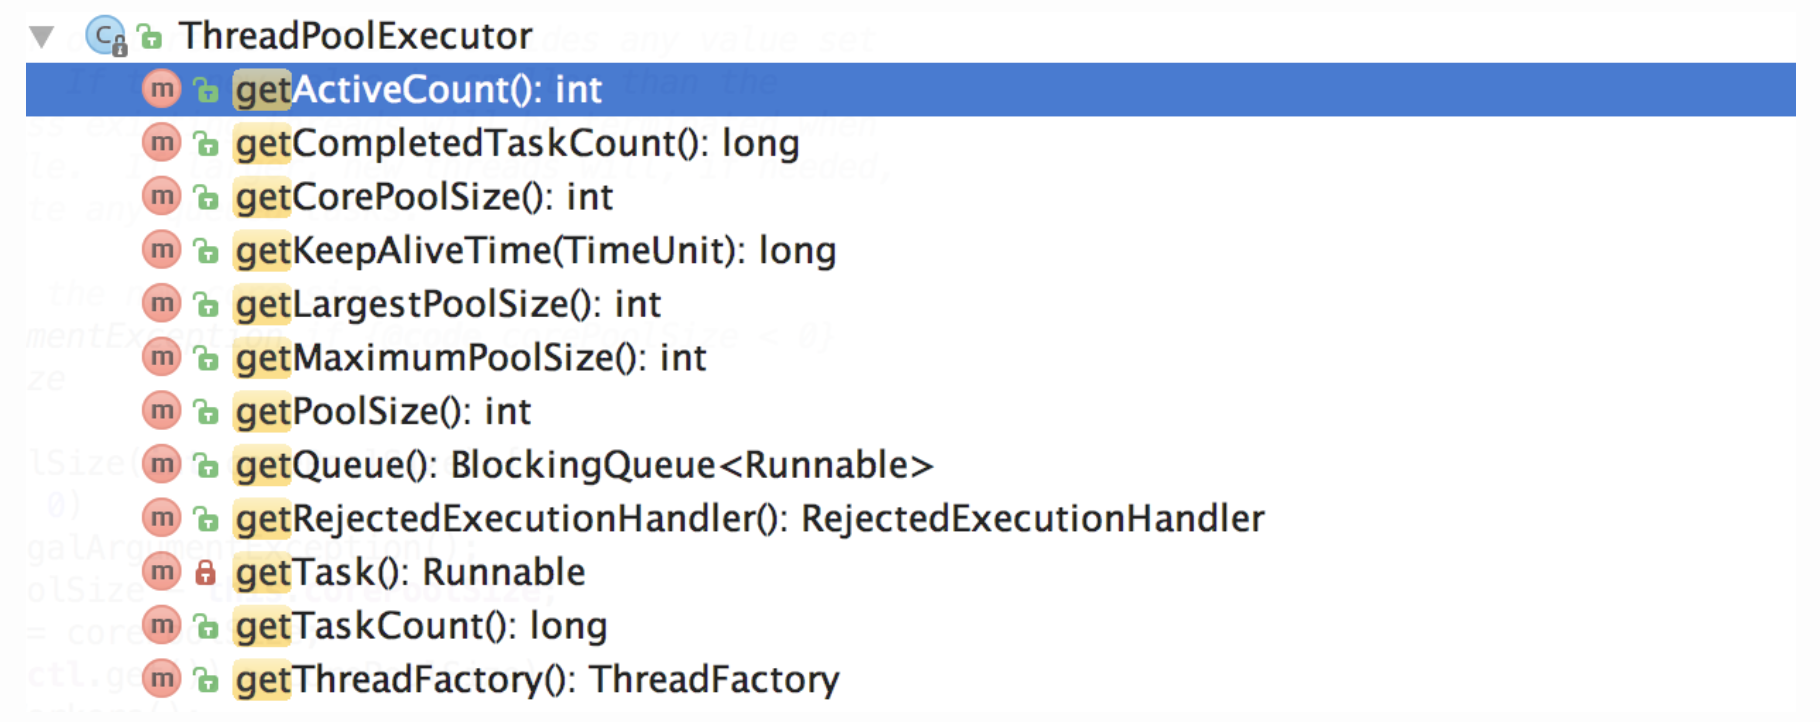 ThreadPoolExecutor
getActiveCount(): int
getCompletedTaskCount(): long
getCorePoolSize(): int
getKeepAliveTime(TimeUnit): long
getLargestPoolSize(): int
getMaximumPoolSize(): int
getPoolSize(): int
getQueue(): BlockingQueue<Runnable>
getRejectedExecutionHandler(): RejectedExecutionHandler
getTask(): Runnable
getTaskCount(): long
getThreadFactory(): ThreadFactory